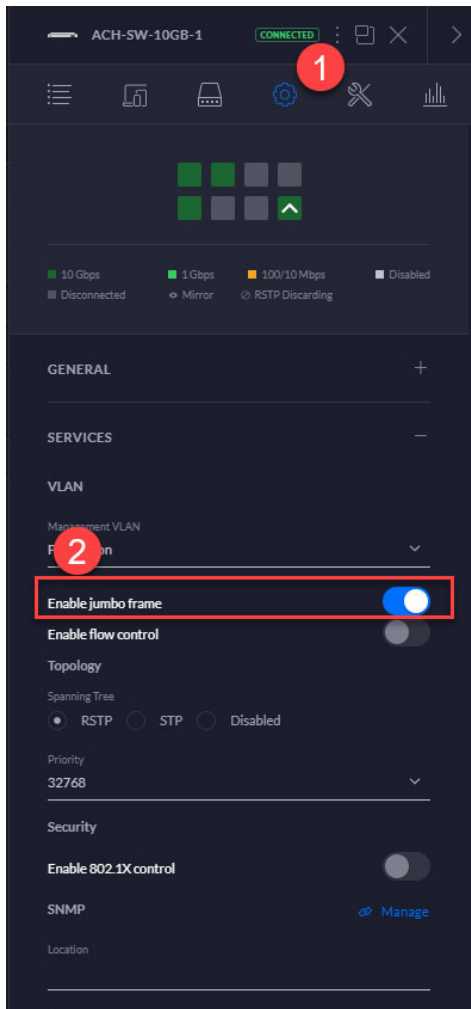 ACH-SW-10GB-1 CONNECTED
1
10 Gbps 1 Gbps 100/10 Mbps Disabled
Disconnected Mirror RSTP Discarding
GENERAL
SERVICES
VLAN
Management VLAN
2
Enable jumbo frame
Enable flow control
Topology
Spanning Tree
RSTP STP Disabled
Priority
32768
Security
Enable 802.1X control
SNMP Manage
Location